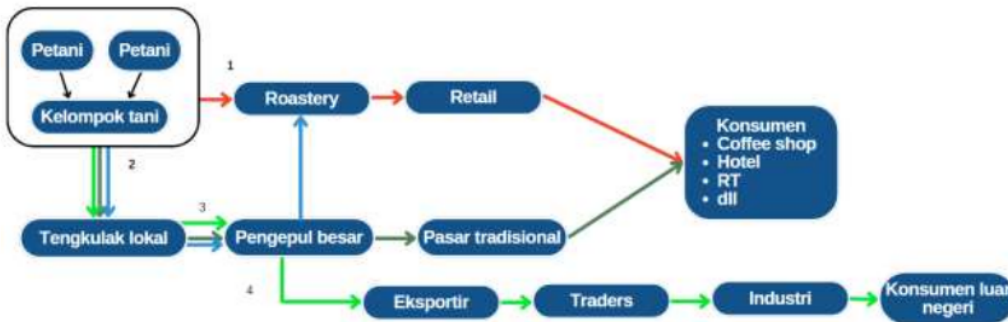 Petani
Petani
Kelompok tani
1
Roastery
Retail
Konsumen
• Coffee shop
• Hotel
• RT
• dll
2
3
Tengkulak lokal
Pengepul besar
Pasar tradisional
4
Eksportir
Traders
Industri
Konsumen luar
negeri